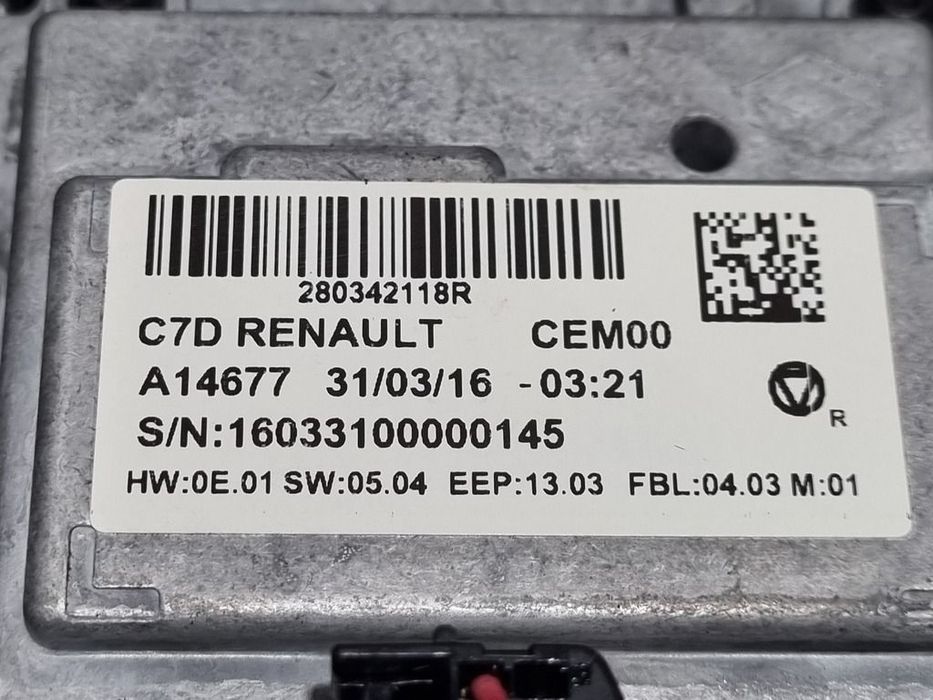 280342118R
C7D RENAULT CEM00
A14677 31/03/16 - 03:21
R
S/N:16033100000145
HW:0E.01 SW:05.04 EEP:13.03 FBL:04.03 M:01